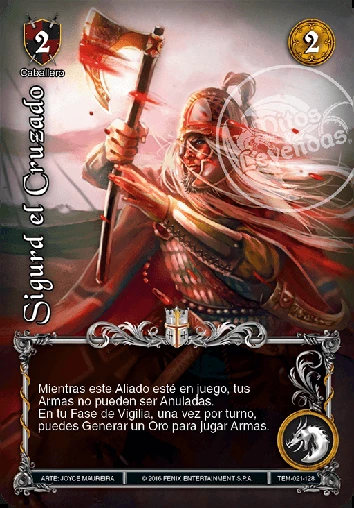 2
Caballero
2
Mitos y Leyendas
Sigurd el Cruzado
Mientras este Aliado esté en juego, tus
Armas no pueden ser Anuladas.
En tu Fase de Vigilia, una vez por turno,
puedes Generar un Oro para jugar Armas.
ARTE: JOYCE MAUREIRA
© 2016 FENIX ENTERTAINMENT S.P.A.
TEM-021-128